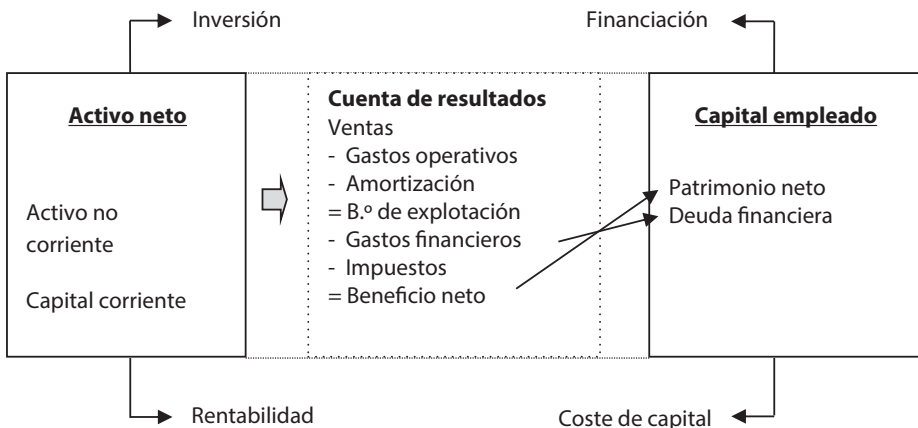 Inversión
Financiación
Activo neto
Activo no
corriente
Capital corriente
Cuenta de resultados
Ventas
- Gastos operativos
- Amortización
= B.º de explotación
- Gastos financieros
- Impuestos
= Beneficio neto
Capital empleado
Patrimonio neto
Deuda financiera
Rentabilidad
Coste de capital